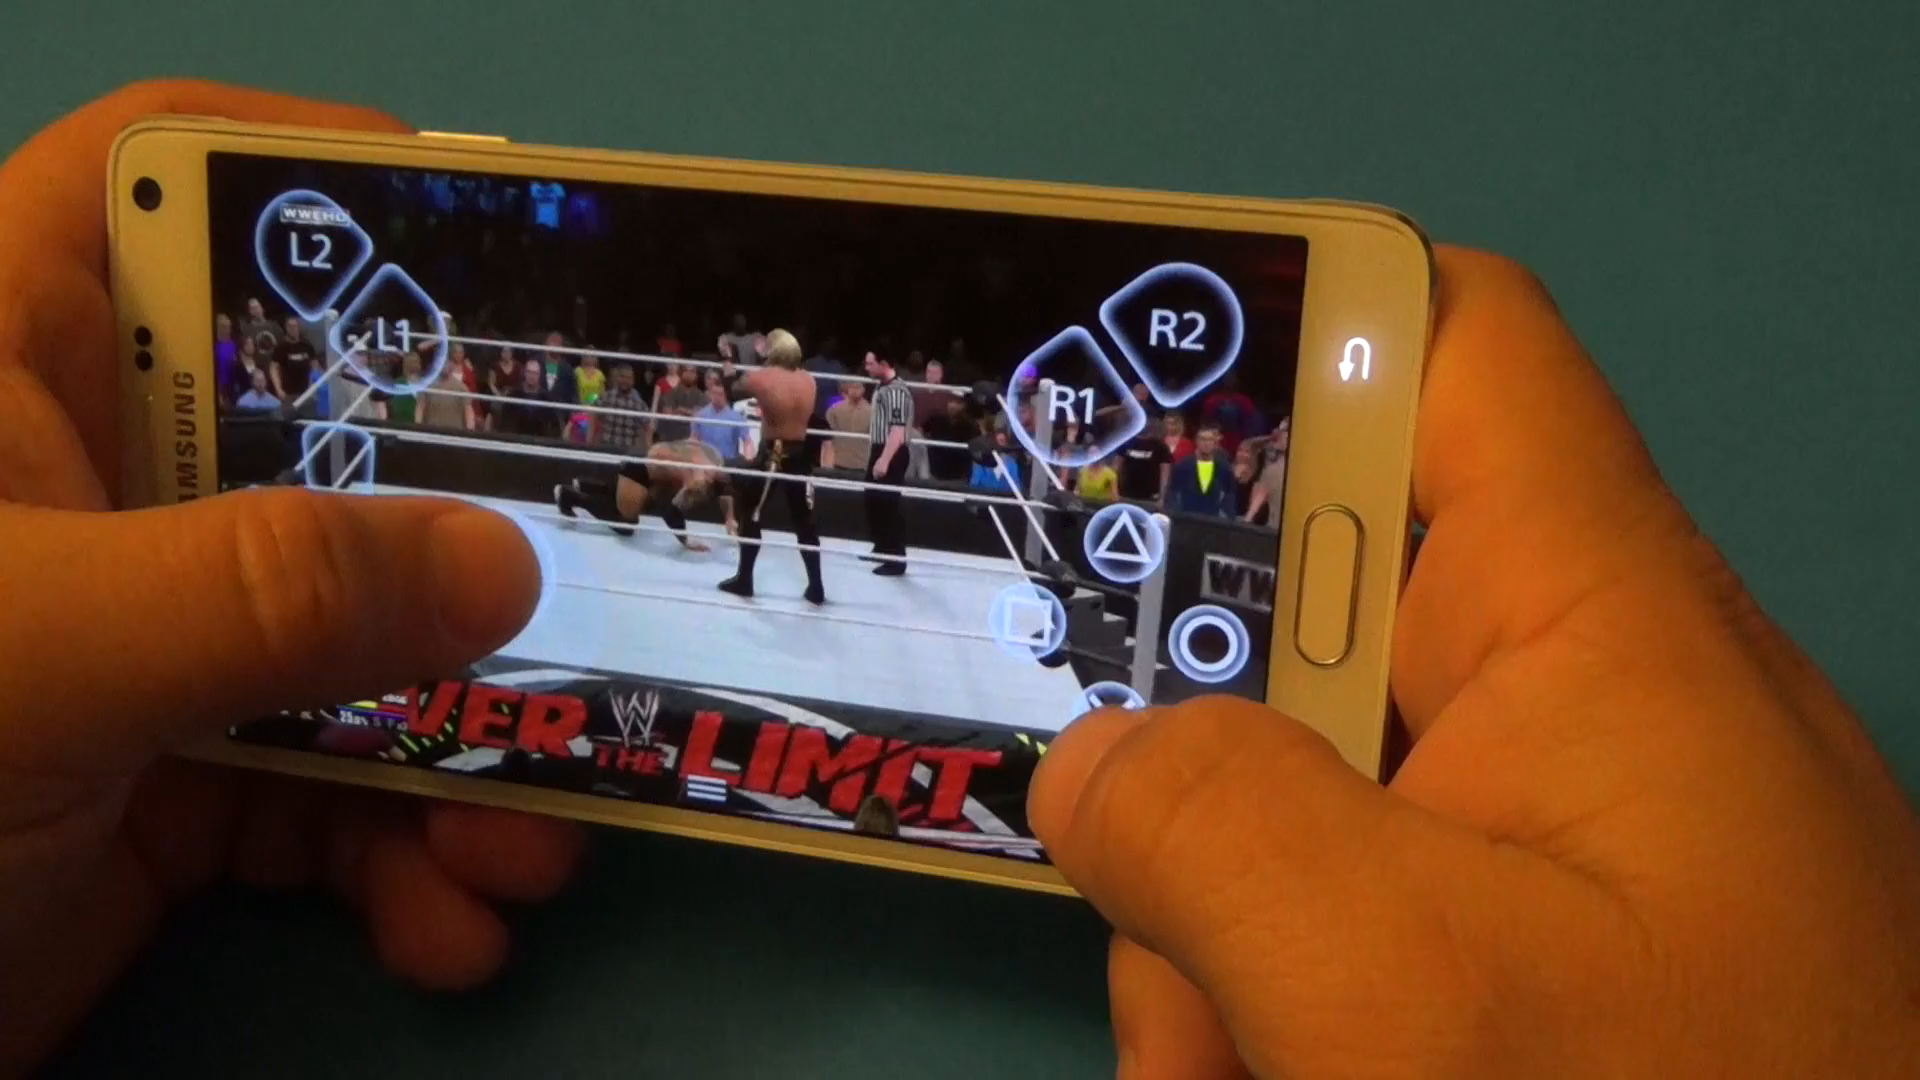 WWEHD
L2
L1
R2
R1
SAMSUNG
WW
VER W LIMIT
THE